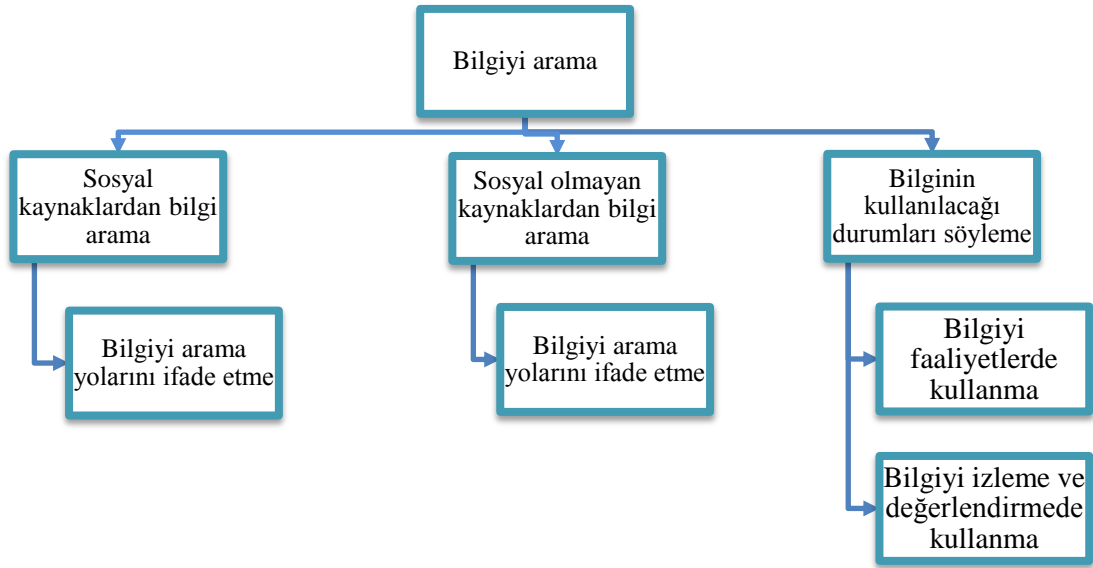 Bilgiyi arama
Sosyal
kaynaklardan bilgi
arama
Sosyal olmayan
kaynaklardan bilgi
arama
Bilginin
kullanılacağı
durumları söyleme
Bilgiyi arama
yolarını ifade etme
Bilgiyi arama
yolarını ifade etme
Bilgiyi
faaliyetlerde
kullanma
Bilgiyi izleme ve
değerlendirmede
kullanma